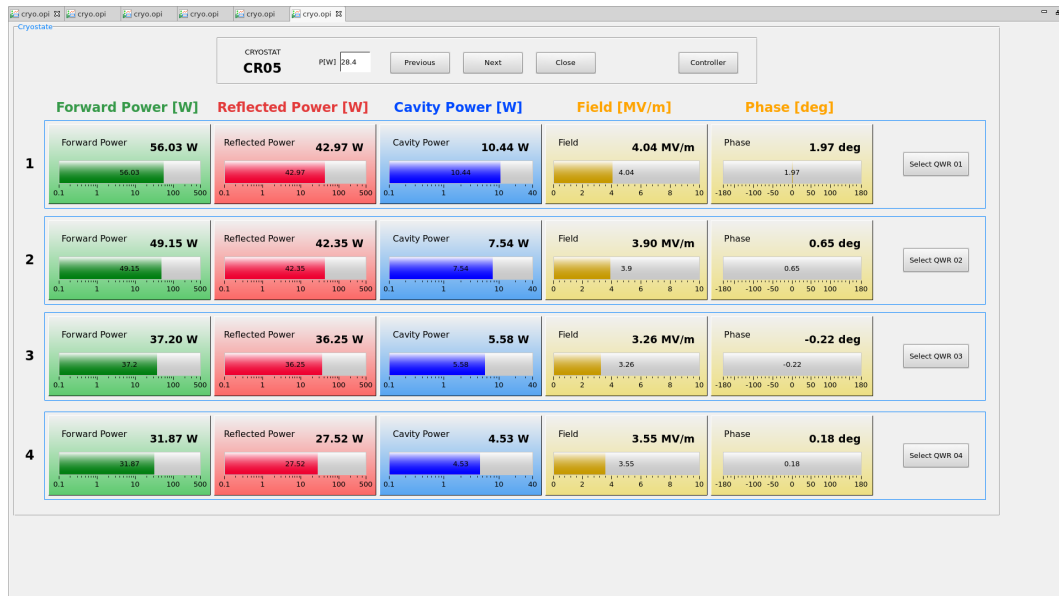 cryo.opi cryo.opi cryo.opi cryo.opi cryo.opi cryo.opi
Cryostate
CRYOSTAT
CR05
P[W] 28.4 Previous Next Close Controller
Forward Power [W] Reflected Power [W] Cavity Power [W] Field [MV/m] Phase [deg]
1
Forward Power 56.03 W Reflected Power 42.97 W Cavity Power 10.44 W Field 4.04 MV/m Phase 1.97 deg
Select QWR 01
56.03 42.97 10.44 4.04 1.97
0.1 1 10 100 500 0.1 1 10 100 500 0.1 1 10 40 0 2 4 6 8 10 -180 -100 -50 0 50 100 180
2
Forward Power 49.15 W Reflected Power 42.35 W Cavity Power 7.54 W Field 3.90 MV/m Phase 0.65 deg
Select QWR 02
49.15 42.35 7.54 3.9 0.65
0.1 1 10 100 500 0.1 1 10 100 500 0.1 1 10 40 0 2 4 6 8 10 -180 -100 -50 0 50 100 180
3
Forward Power 37.20 W Reflected Power 36.25 W Cavity Power 5.58 W Field 3.26 MV/m Phase -0.22 deg
Select QWR 03
37.2 36.25 5.58 3.26 -0.22
0.1 1 10 100 500 0.1 1 10 100 500 0.1 1 10 40 0 2 4 6 8 10 -180 -100 -50 0 50 100 180
4
Forward Power 31.87 W Reflected Power 27.52 W Cavity Power 4.53 W Field 3.55 MV/m Phase 0.18 deg
Select QWR 04
31.87 27.52 4.53 3.55 0.18
0.1 1 10 100 500 0.1 1 10 100 500 0.1 1 10 40 0 2 4 6 8 10 -180 -100 -50 0 50 100 180